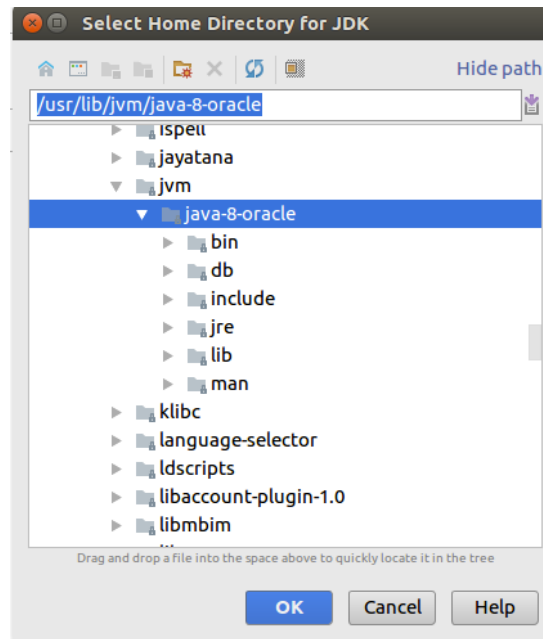 Select Home Directory for JDK
Hide path
/usr/lib/jvm/java-8-oracle
ispell
jayatana
jvm
java-8-oracle
bin
db
include
jre
lib
man
klibc
language-selector
ldscripts
libaccount-plugin-1.0
libmbim
Drag and drop a file into the space above to quickly locate it in the tree
OK Cancel Help